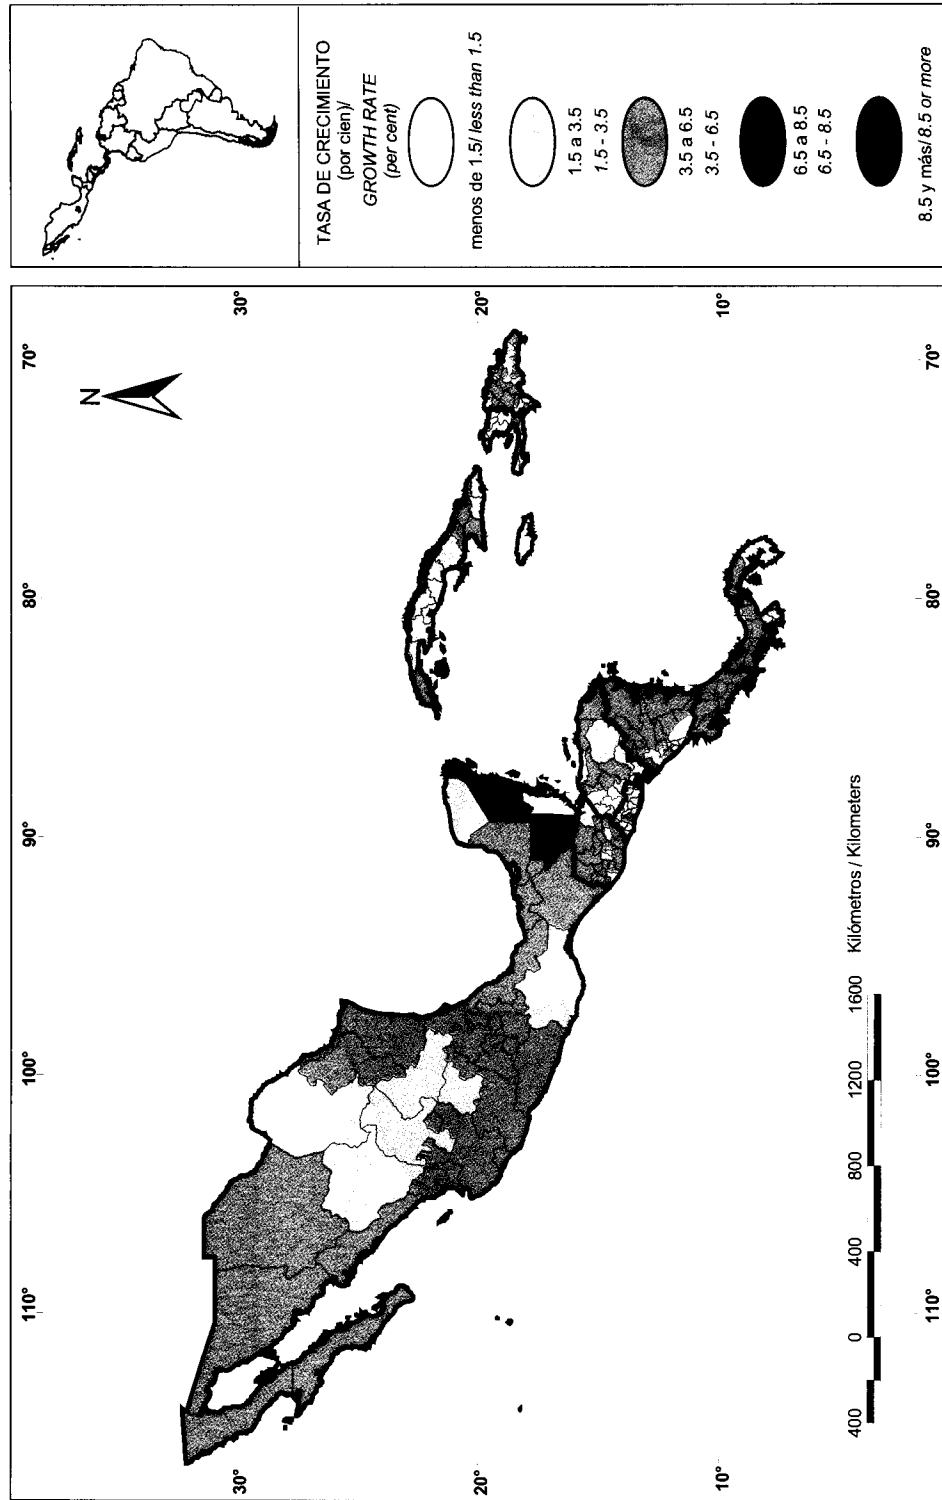 TASA DE CRECIMIENTO
(por cien)/
GROWTH RATE
(per cent)
menos de 1.5/ less than 1.5
1.5 a 3.5
1.5 - 3.5
3.5 a 6.5
3.5 - 6.5
6.5 a 8.5
6.5 - 8.5
8.5 y más/ 8.5 or more
N
110°
100°
90°
80°
70°
30°
30°
20°
20°
10°
10°
110°
100°
90°
80°
70°
400 0 400 800 1200 1600 Kilómetros / Kilometers